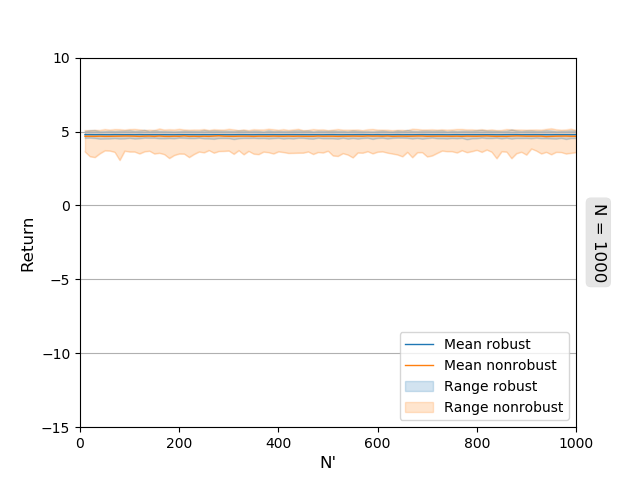 10
5
0
−5
−10
−15
Return
0
200
400
600
800
1000
N'
N = 1000
Mean robust
Mean nonrobust
Range robust
Range nonrobust